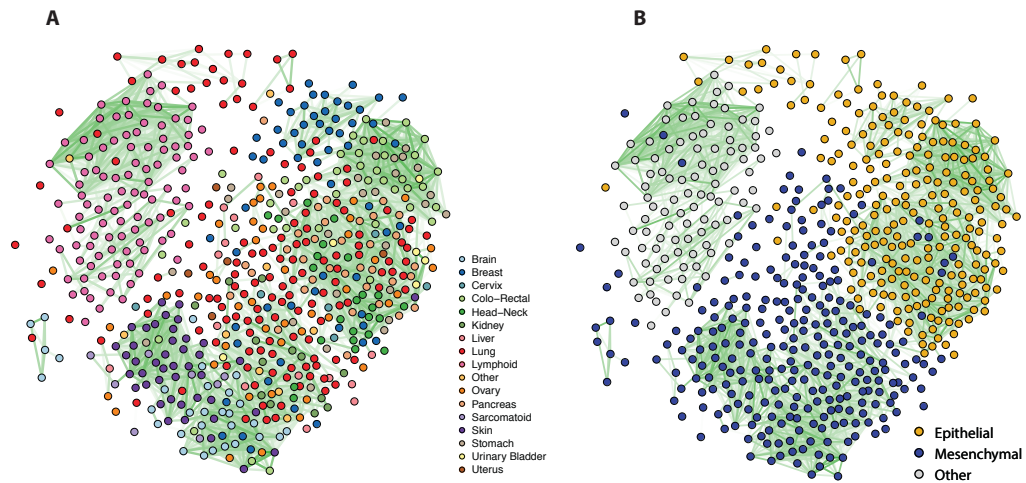 A
B
Brain
Breast
Cervix
Colo−Rectal
Head−Neck
Kidney
Liver
Lung
Lymphoid
Other
Ovary
Pancreas
Sarcomatoid
Skin
Stomach
Urinary Bladder
Uterus
Epithelial
Mesenchymal
Other